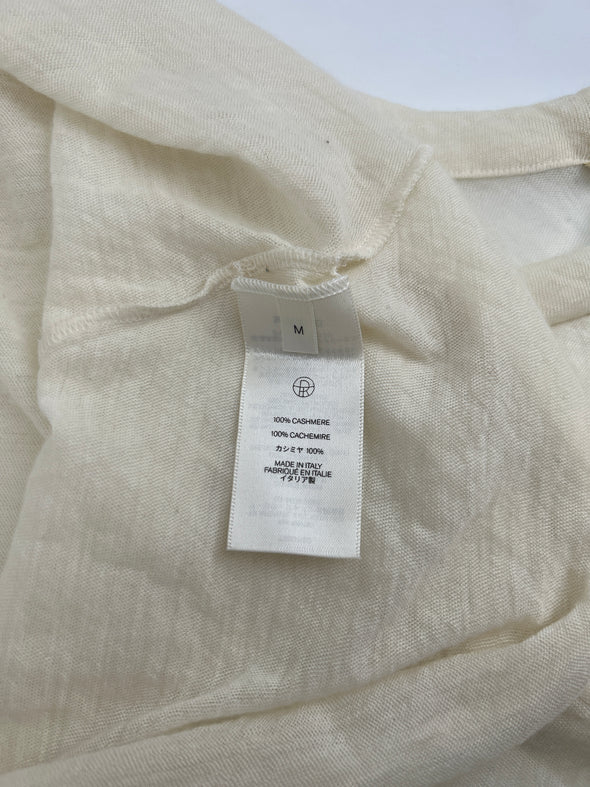 M
100% CASHMERE
100% CACHEMIRE
カシミヤ 100%
MADE IN ITALY
FABRIQUÉ EN ITALIE
イタリア製